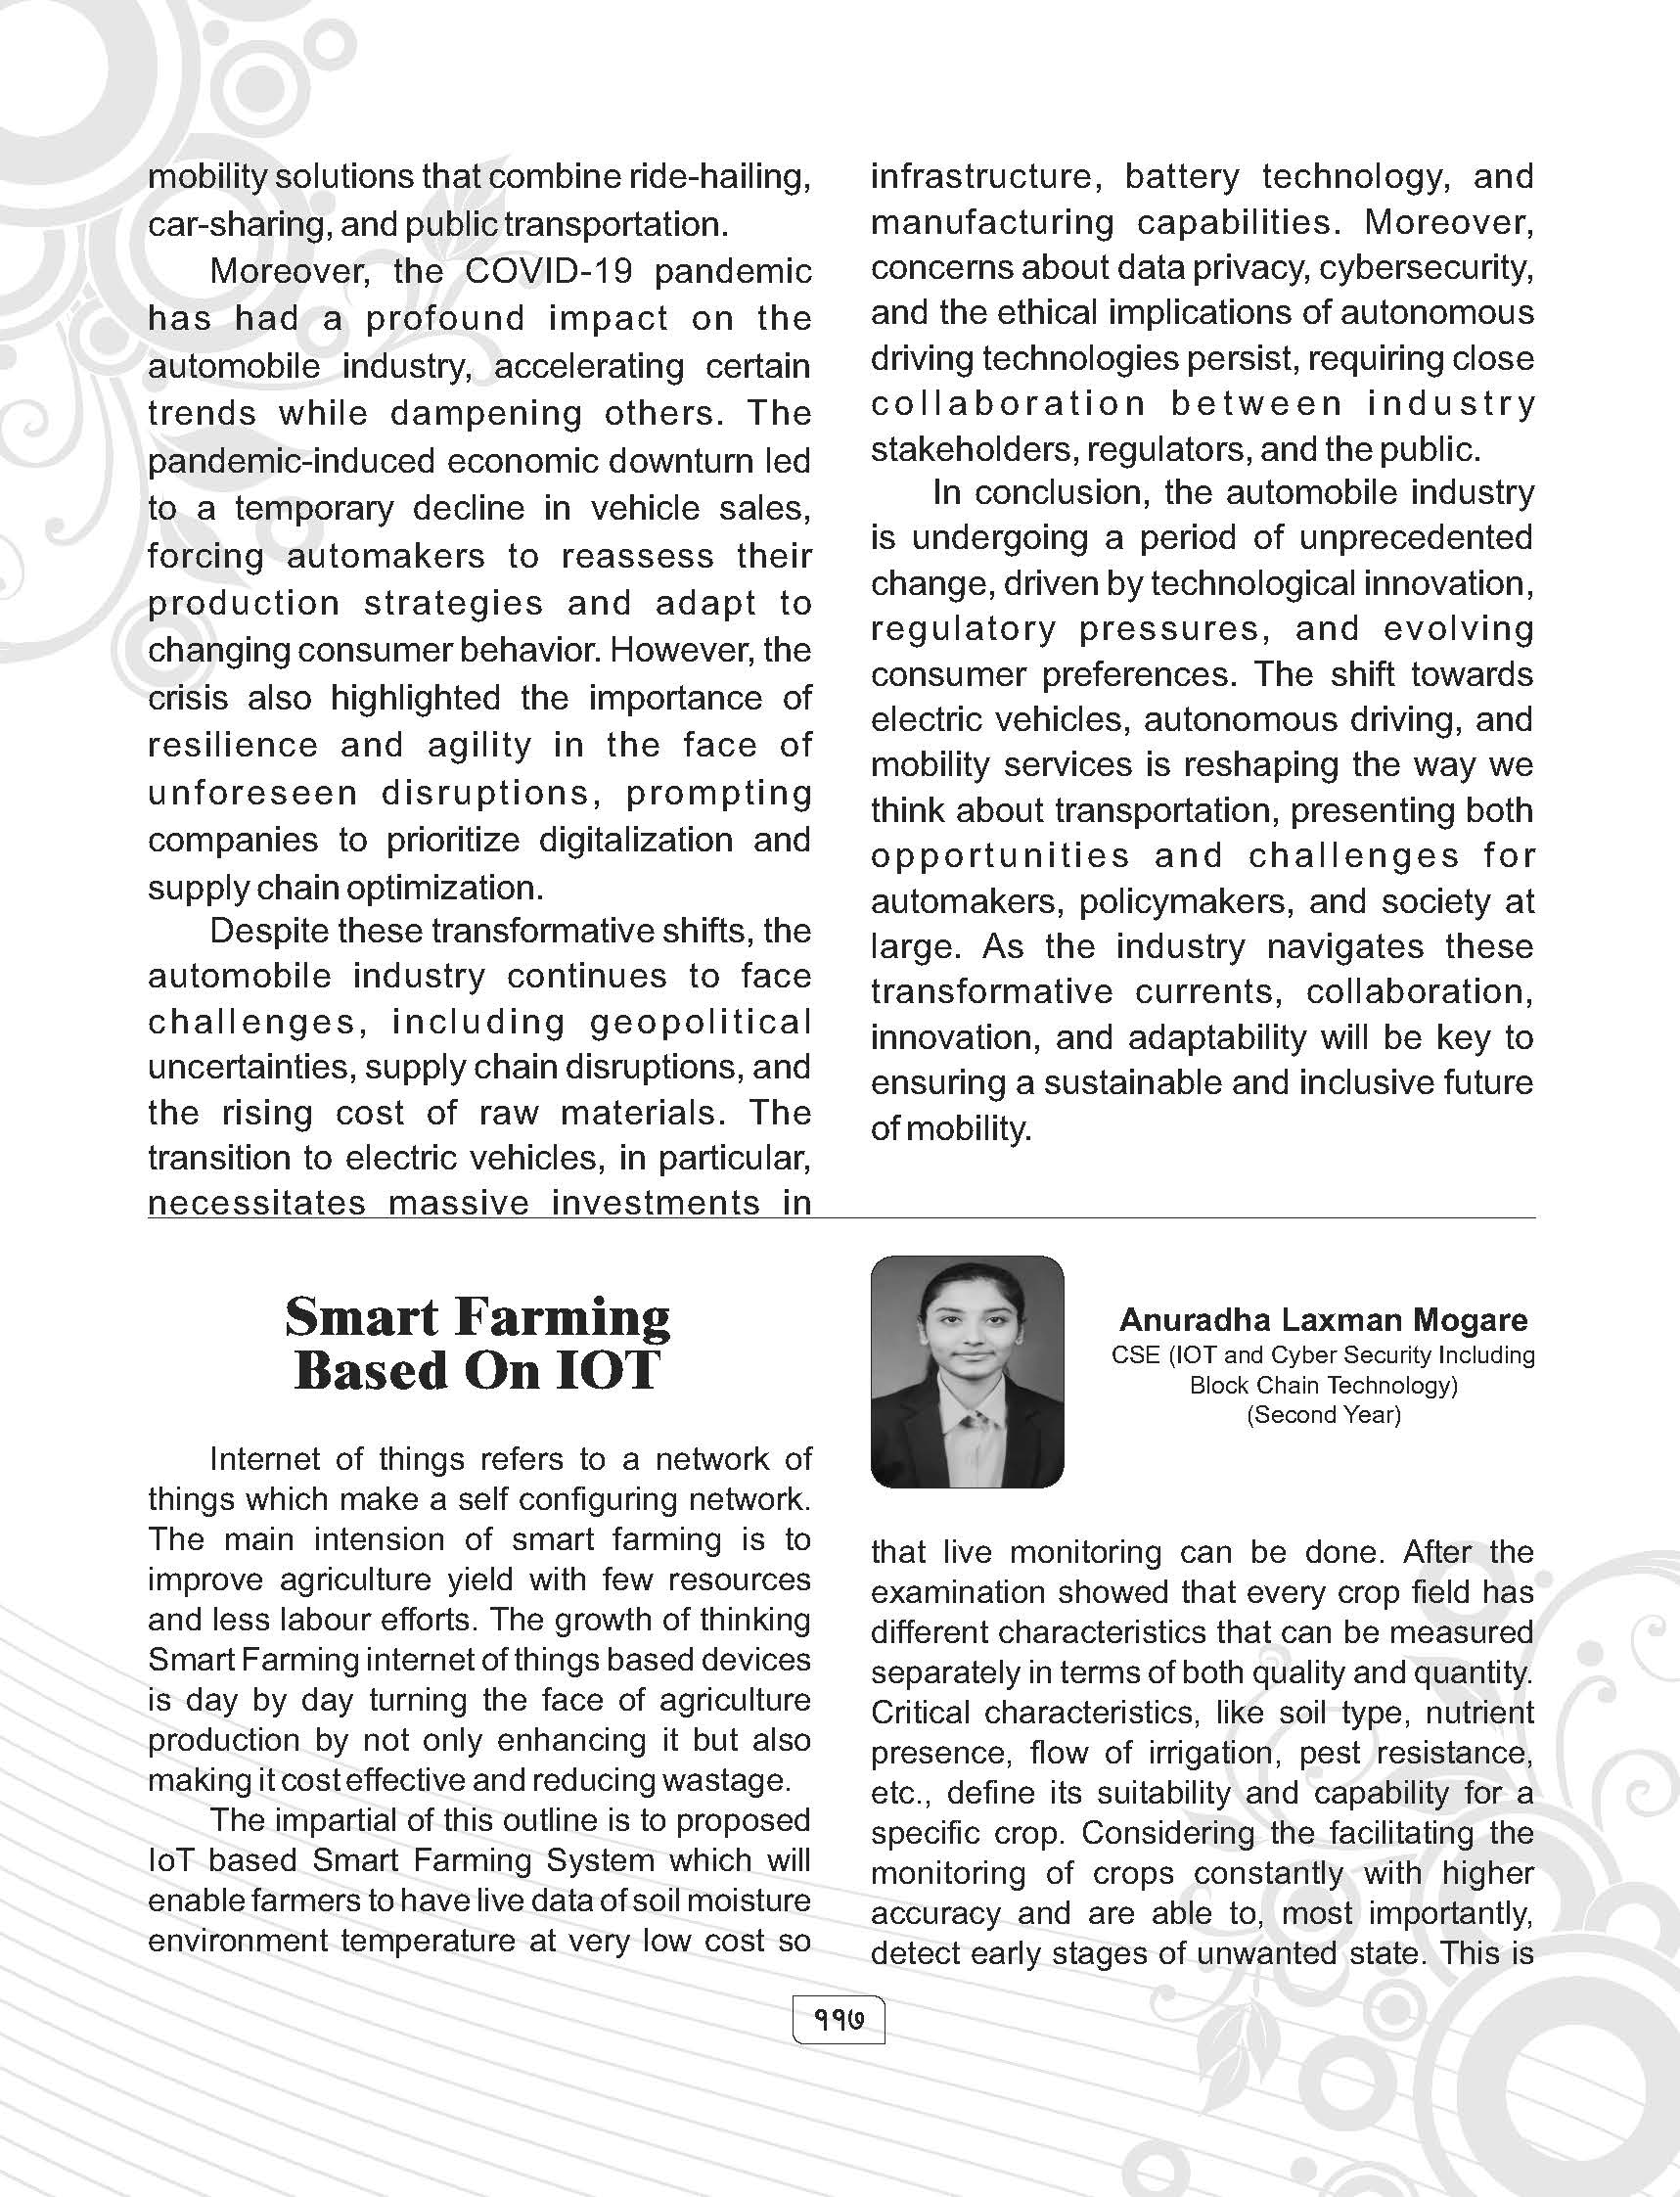 mobility solutions that combine ride-hailing,
car-sharing, and public transportation.
Moreover, the COVID-19 pandemic
has had a profound impact on the
automobile industry, accelerating certain
trends while dampening others. The
pandemic-induced economic downturn led
to a temporary decline in vehicle sales,
forcing automakers to reassess their
production strategies and adapt to
changing consumer behavior. However, the
crisis also highlighted the importance of
resilience and agility in the face of
unforeseen disruptions, prompting
companies to prioritize digitalization and
supply chain optimization.
Despite these transformative shifts, the
automobile industry continues to face
challenges, including geopolitical
uncertainties, supply chain disruptions, and
the rising cost of raw materials. The
transition to electric vehicles, in particular,
necessitates massive investments in
infrastructure, battery technology, and
manufacturing capabilities. Moreover,
concerns about data privacy, cybersecurity,
and the ethical implications of autonomous
driving technologies persist, requiring close
collaboration between industry
stakeholders, regulators, and the public.
In conclusion, the automobile industry
is undergoing a period of unprecedented
change, driven by technological innovation,
regulatory pressures, and evolving
consumer preferences. The shift towards
electric vehicles, autonomous driving, and
mobility services is reshaping the way we
think about transportation, presenting both
opportunities and challenges for
automakers, policymakers, and society at
large. As the industry navigates these
transformative currents, collaboration,
innovation, and adaptability will be key to
ensuring a sustainable and inclusive future
of mobility.
Smart Farming
Based On IOT
Anuradha Laxman Mogare
CSE (IOT and Cyber Security Including
Block Chain Technology)
(Second Year)
Internet of things refers to a network of
things which make a self configuring network.
The main intension of smart farming is to
improve agriculture yield with few resources
and less labour efforts. The growth of thinking
Smart Farming internet of things based devices
is day by day turning the face of agriculture
production by not only enhancing it but also
making it cost effective and reducing wastage.
The impartial of this outline is to proposed
IoT based Smart Farming System which will
enable farmers to have live data of soil moisture
environment temperature at very low cost so
that live monitoring can be done. After the
examination showed that every crop field has
different characteristics that can be measured
separately in terms of both quality and quantity.
Critical characteristics, like soil type, nutrient
presence, flow of irrigation, pest resistance,
etc., define its suitability and capability for a
specific crop. Considering the facilitating the
monitoring of crops constantly with higher
accuracy and are able to, most importantly,
detect early stages of unwanted state. This is
११७